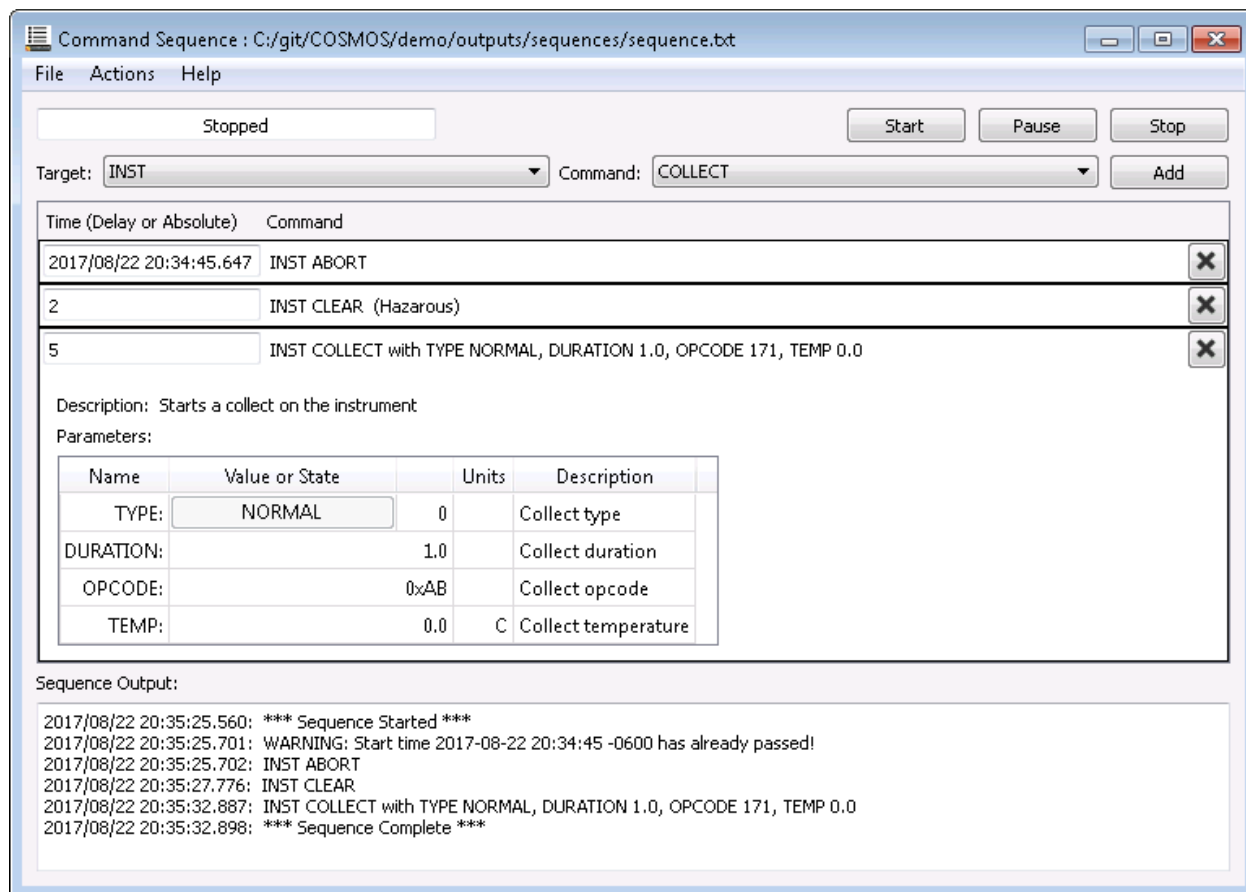 Command Sequence : C:/git/COSMOS/demo/outputs/sequences/sequence.txt
File Actions Help
Stopped Start Pause Stop
Target: INST Command: COLLECT Add
Time (Delay or Absolute) Command
2017/08/22 20:34:45.647 INST ABORT
2 INST CLEAR (Hazarous)
5 INST COLLECT with TYPE NORMAL, DURATION 1.0, OPCODE 171, TEMP 0.0
Description: Starts a collect on the instrument
Parameters:
Name Value or State Units Description
TYPE: NORMAL 0 Collect type
DURATION: 1.0 Collect duration
OPCODE: 0xAB Collect opcode
TEMP: 0.0 C Collect temperature
Sequence Output:
2017/08/22 20:35:25.560: *** Sequence Started ***
2017/08/22 20:35:25.701: WARNING: Start time 2017-08-22 20:34:45 -0600 has already passed!
2017/08/22 20:35:25.702: INST ABORT
2017/08/22 20:35:27.776: INST CLEAR
2017/08/22 20:35:32.887: INST COLLECT with TYPE NORMAL, DURATION 1.0, OPCODE 171, TEMP 0.0
2017/08/22 20:35:32.898: *** Sequence Complete ***